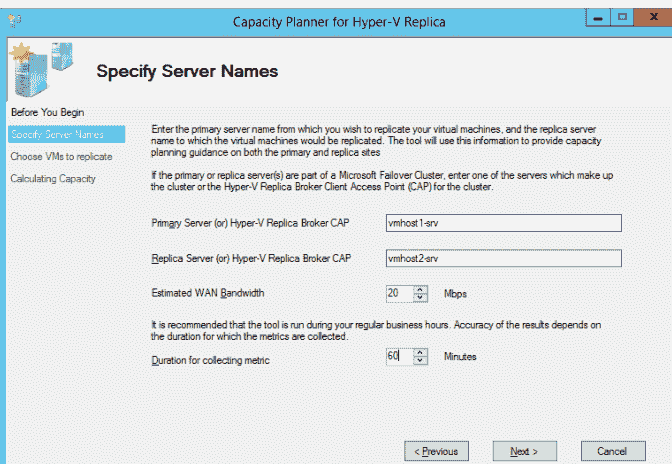 Capacity Planner for Hyper-V Replica
Specify Server Names
Before You Begin
Specify Server Names
Choose VMs to replicate
Calculating Capacity
Enter the primary server name from which you wish to replicate your virtual machines, and the replica server
name to which the virtual machines would be replicated. The tool will use this information to provide capacity
planning guidance on both the primary and replica sites
If the primary or replica server(s) are part of a Microsoft Failover Cluster, enter one of the servers which make up
the cluster or the Hyper-V Replica Broker Client Access Point (CAP) for the cluster.
Primary Server (or) Hyper-V Replica Broker CAP vmhost1-srv
Replica Server (or) Hyper-V Replica Broker CAP vmhost2-srv
Estimated WAN Bandwidth 20 Mbps
It is recommended that the tool is run during your regular business hours. Accuracy of the results depends on
the duration for which the metrics are collected.
Duration for collecting metric 60 Minutes
< Previous Next > Cancel